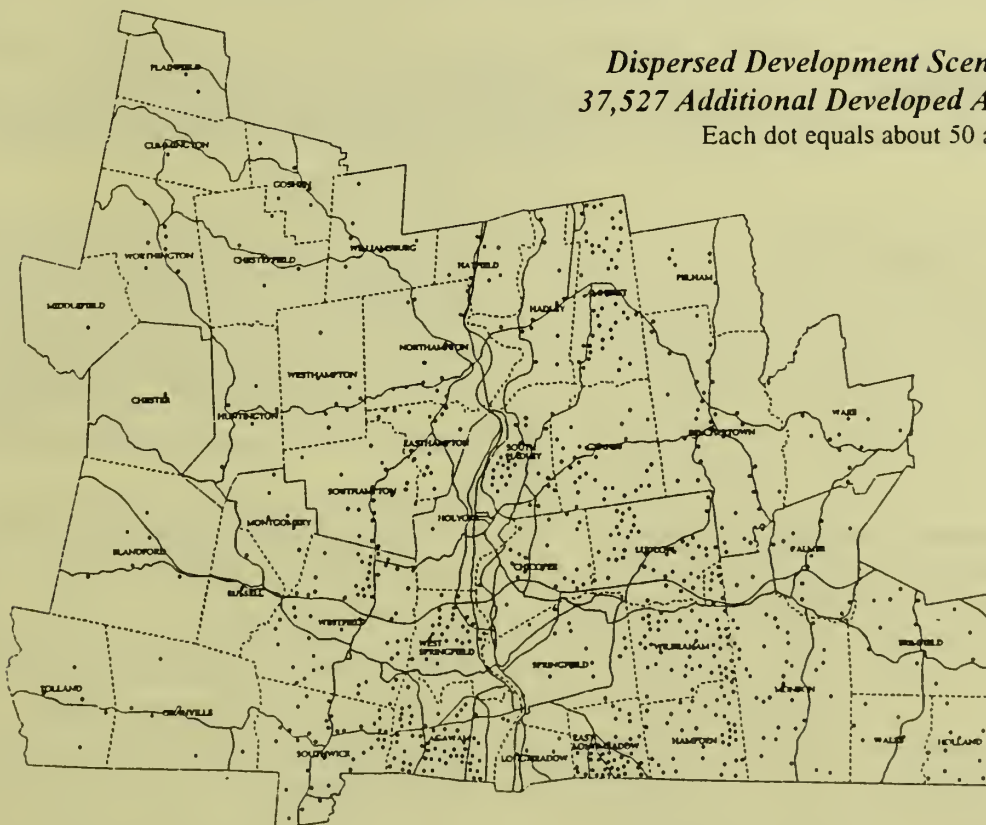 Dispersed Development Scen
37,527 Additional Developed A
Each dot equals about 50 a
PLAINFIELD
CUMMINGTON
GOSHEN
WILLIAMSBURG
WORTHINGTON
CHESTERFIELD
HATFIELD
PELHAM
MIDDLEFIELD
HADLEY
AMHERST
NORTHAMPTON
WESTHAMPTON
CHESTER
HUNTINGTON
WARE
EASTHAMPTON
SOUTH
HADLEY
GRANBY
BELCHERTOWN
SOUTHAMPTON
MONTGOMERY
HOLYOKE
BLANDFORD
CHICOPEE
LUDLOW
PALMER
RUSSELL
WESTFIELD
WEST
SPRINGFIELD
SPRINGFIELD
WILBRAHAM
BRIMFIELD
TOLLAND
GRANVILLE
MONSON
SOUTHWICK
AGAWAM
LONGMEADOW
EAST
LONGMEADOW
HAMPDEN
WALES
HOLLAND